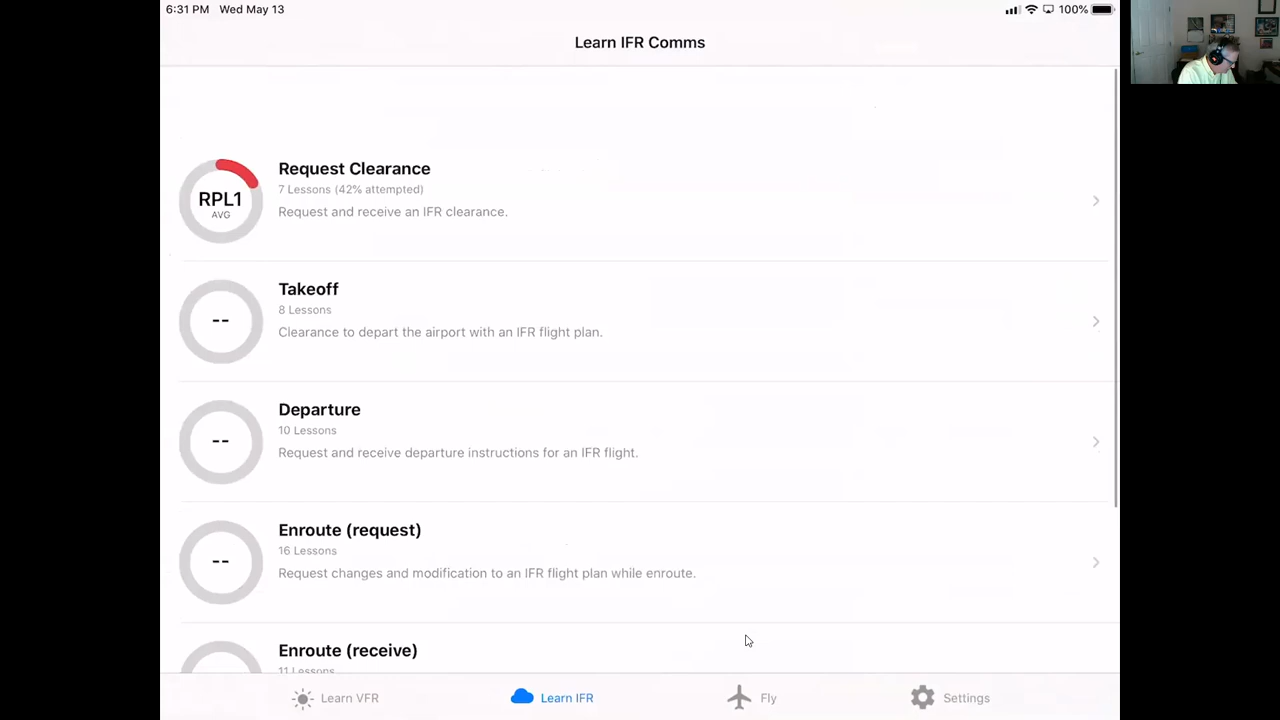 6:31 PM Wed May 13
100%
Learn IFR Comms
Request Clearance
RPL1
AVG
7 Lessons (42% attempted)
Request and receive an IFR clearance.
Takeoff
--
8 Lessons
Clearance to depart the airport with an IFR flight plan.
Departure
--
10 Lessons
Request and receive departure instructions for an IFR flight.
Enroute (request)
--
16 Lessons
Request changes and modification to an IFR flight plan while enroute.
Enroute (receive)
11 Lessons
Learn VFR
Learn IFR
Fly
Settings